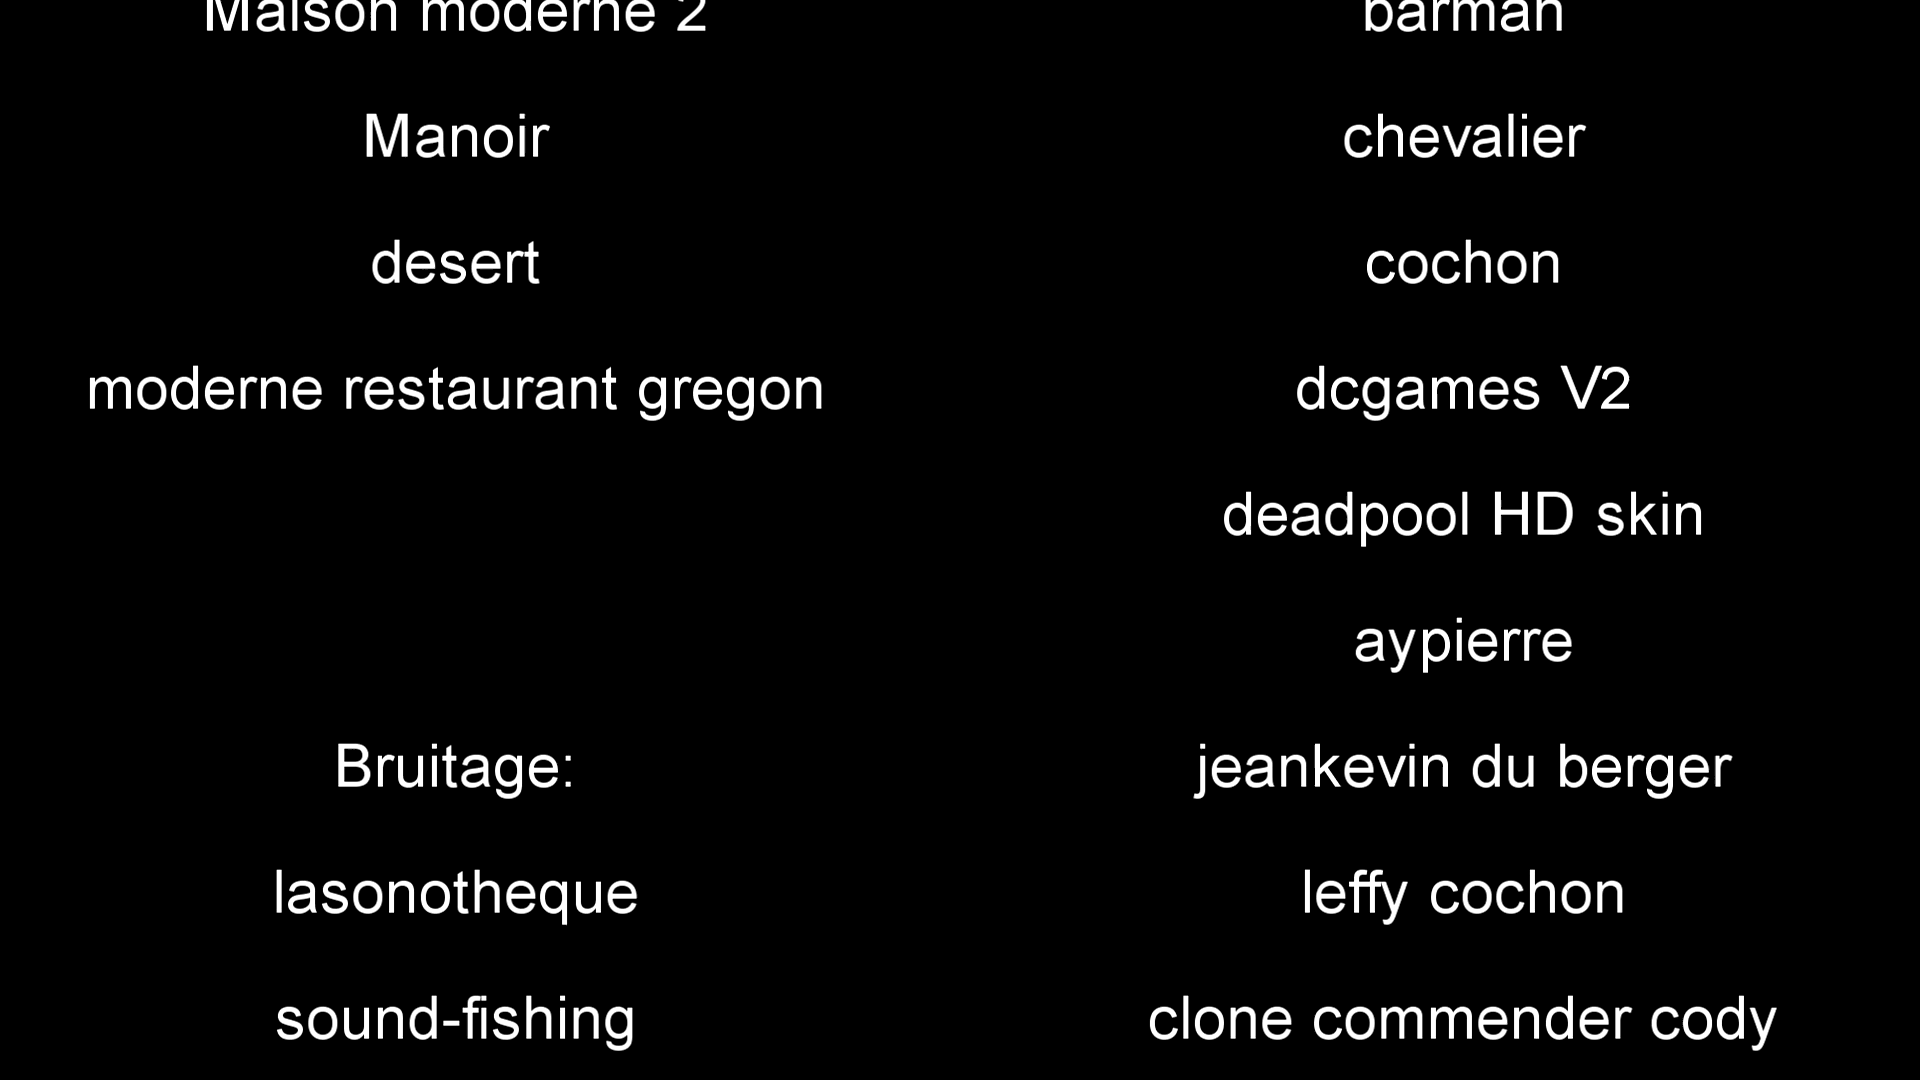 Maison moderne 2
Manoir
desert
moderne restaurant gregon
Bruitage:
lasonotheque
sound-fishing
barman
chevalier
cochon
dcgames V2
deadpool HD skin
aypierre
jeankevin du berger
leffy cochon
clone commender cody